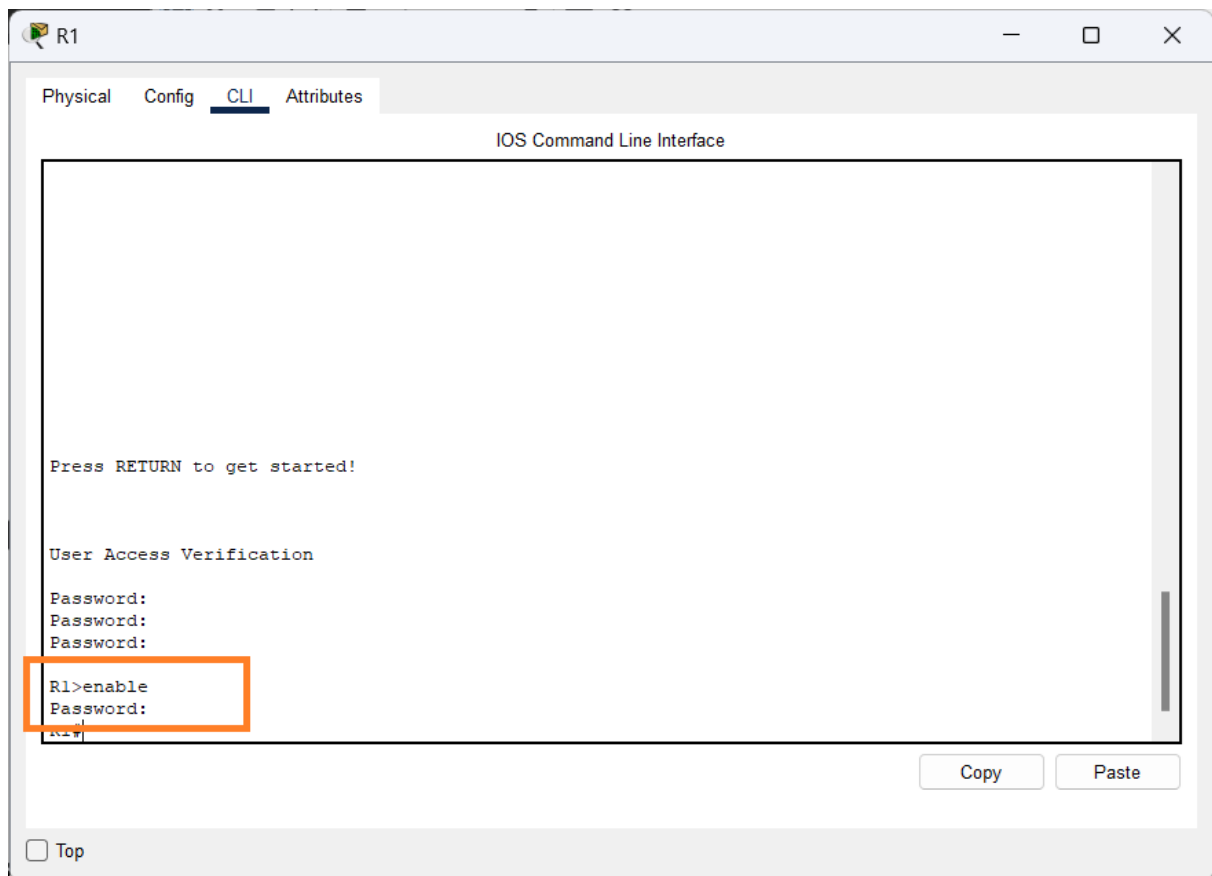 R1
Physical Config CLI Attributes
IOS Command Line Interface
Press RETURN to get started!
User Access Verification
Password:
Password:
Password:
R1>enable
Password:
R1#
Copy Paste
Top